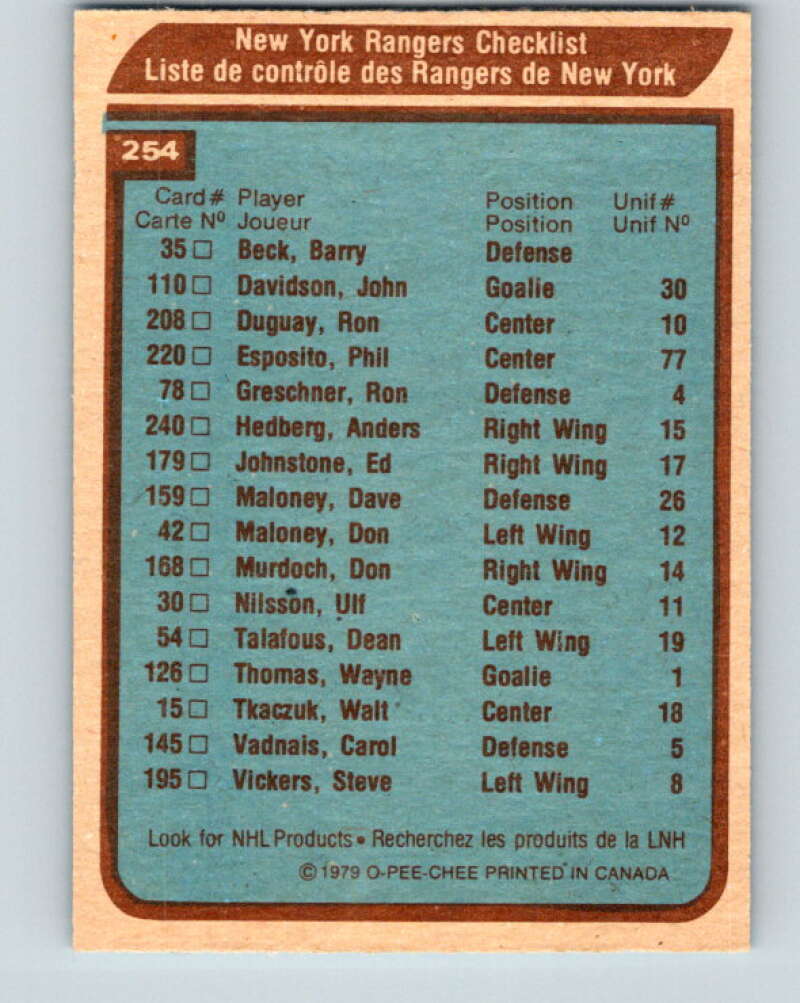 New York Rangers Checklist
Liste de contrôle des Rangers de New York
254
Card # Player Position Unif #
Carte Nº Joueur Position Unif Nº
35 □ Beck, Barry Defense
110 □ Davidson, John Goalie 30
208 □ Duguay, Ron Center 10
220 □ Esposito, Phil Center 77
78 □ Greschner, Ron Defense 4
240 □ Hedberg, Anders Right Wing 15
179 □ Johnstone, Ed Right Wing 17
159 □ Maloney, Dave Defense 26
42 □ Maloney, Don Left Wing 12
168 □ Murdoch, Don Right Wing 14
30 □ Nilsson, Ulf Center 11
54 □ Talafous, Dean Left Wing 19
126 □ Thomas, Wayne Goalie 1
15 □ Tkaczuk, Walt Center 18
145 □ Vadnais, Carol Defense 5
195 □ Vickers, Steve Left Wing 8
Look for NHL Products • Recherchez les produits de la LNH
© 1979 O-PEE-CHEE PRINTED IN CANADA